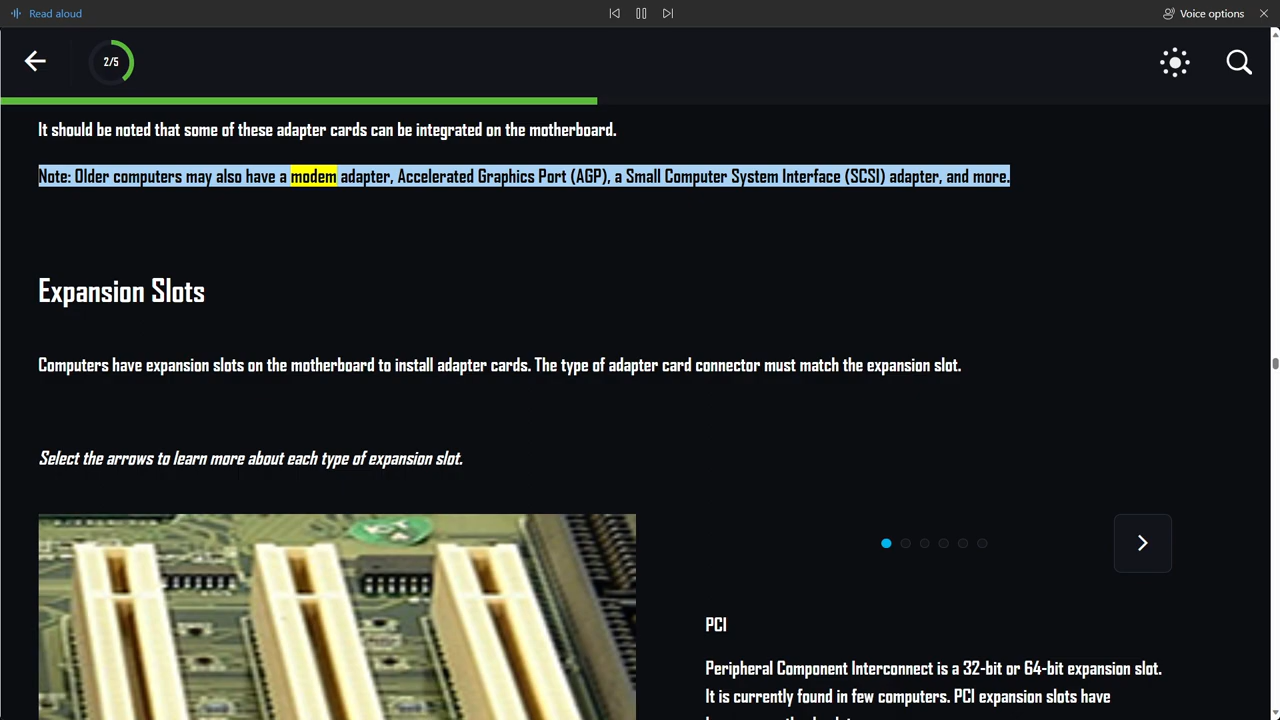 Read aloud
Voice options
2/5
It should be noted that some of these adapter cards can be integrated on the motherboard.
Note: Older computers may also have a modem adapter, Accelerated Graphics Port (AGP), a Small Computer System Interface (SCSI) adapter, and more.
Expansion Slots
Computers have expansion slots on the motherboard to install adapter cards. The type of adapter card connector must match the expansion slot.
Select the arrows to learn more about each type of expansion slot.
PCI
Peripheral Component Interconnect is a 32-bit or 64-bit expansion slot.
It is currently found in few computers. PCI expansion slots have